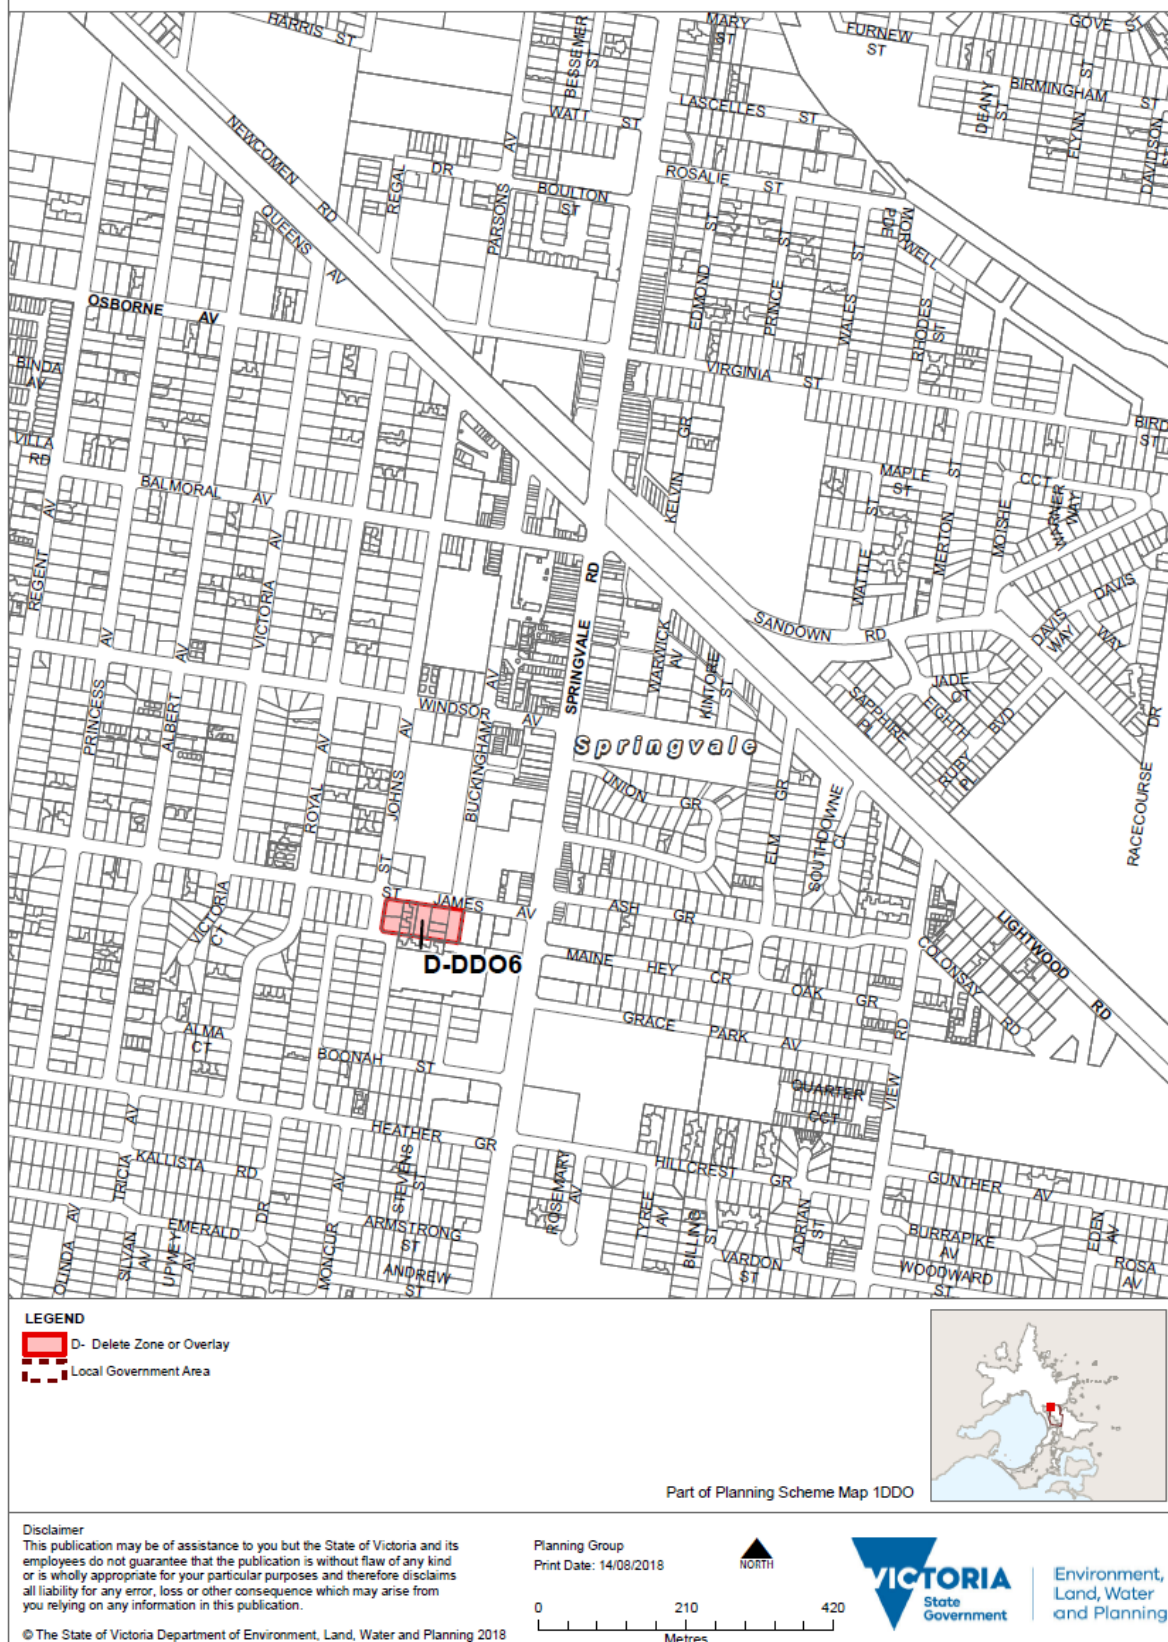 HARRIS ST
BESSEMER ST
MARY ST
FURNEW ST
GOVE ST
BIRMINGHAM ST
DEANY ST
FLYNN ST
DAVIDSON ST
WATT ST
LASCELLES ST
NEWCOMEN RD
QUEENS AV
REGAL DR
PARSONS AV
BOULTON ST
ROSALIE ST
EDMOND ST
PRINCE ST
WALES ST
MORWELL PDE
RHODES ST
OSBORNE AV
BINDA AV
VIRGINIA ST
BIRD ST
VILLA RD
BALMORAL AV
KELVIN GR
MAPLE ST
MERTON ST
MOISHE CCT
WARNER WAY
REGENT AV
VICTORIA AV
SPRINGVALE RD
WATTLE ST
DAVIS WAY
DAVIS WAY
SANDOWN RD
WARWICK AV
KINTORE ST
PRINCESS AV
ALBERT AV
WINDSOR AV
JADE CT
SAPPHIRE PL
EIGHTH BVD
RUBY PL
RACECOURSE DR
ROYAL AV
JOHNS AV
BUCKINGHAM AV
Springvale
UNION GR
ELM GR
SOUTHDOWNE CL
ST JAMES AV
ST
VICTORIA CT
ASH GR
D-DDO6
MAINE
HEY CR
OAK GR
COLONSAY RD
LIGHTWOOD RD
GRACE PARK AV
ALMA CT
BOONAH ST
QUARTER CCT
VIEW RD
HEATHER GR
KALLISTA RD
TRICIA AV
STEVENS ST
ROSEMARY AV
HILLCREST GR
GUNTHER AV
OLINDA AV
SILVAN AV
UPWEY AV
EMERALD DR
MONCUR AV
ARMSTRONG ST
ANDREW ST
TYREE AV
BILLING ST
ADRIAN ST
VARDON ST
BURRAPIKE AV
WOODWARD ST
EDEN AV
ROSA AV
LEGEND
D- Delete Zone or Overlay
Local Government Area
Part of Planning Scheme Map 1DDO
Disclaimer
This publication may be of assistance to you but the State of Victoria and its
employees do not guarantee that the publication is without flaw of any kind
or is wholly appropriate for your particular purposes and therefore disclaims
all liability for any error, loss or other consequence which may arise from
you relying on any information in this publication.
© The State of Victoria Department of Environment, Land, Water and Planning 2018
Planning Group
Print Date: 14/08/2018
NORTH
0 210 420
Metres
VICTORIA
State
Government
Environment,
Land, Water
and Planning